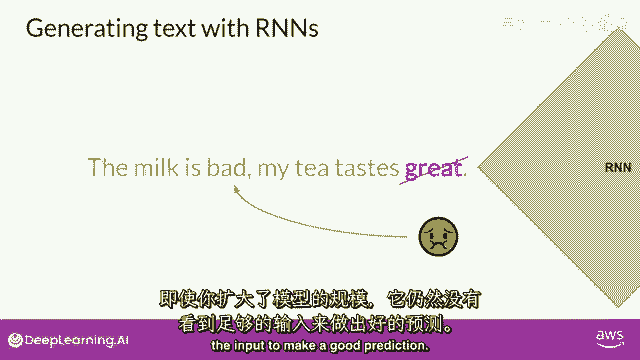 Generating text with RNNs
The milk is bad, my tea tastes great.
RNN
即使你扩大了模型的规模，它仍然没有
看到足够的输入来做出好的预测。
the input to make a good prediction.
DeepLearning.AI
aws